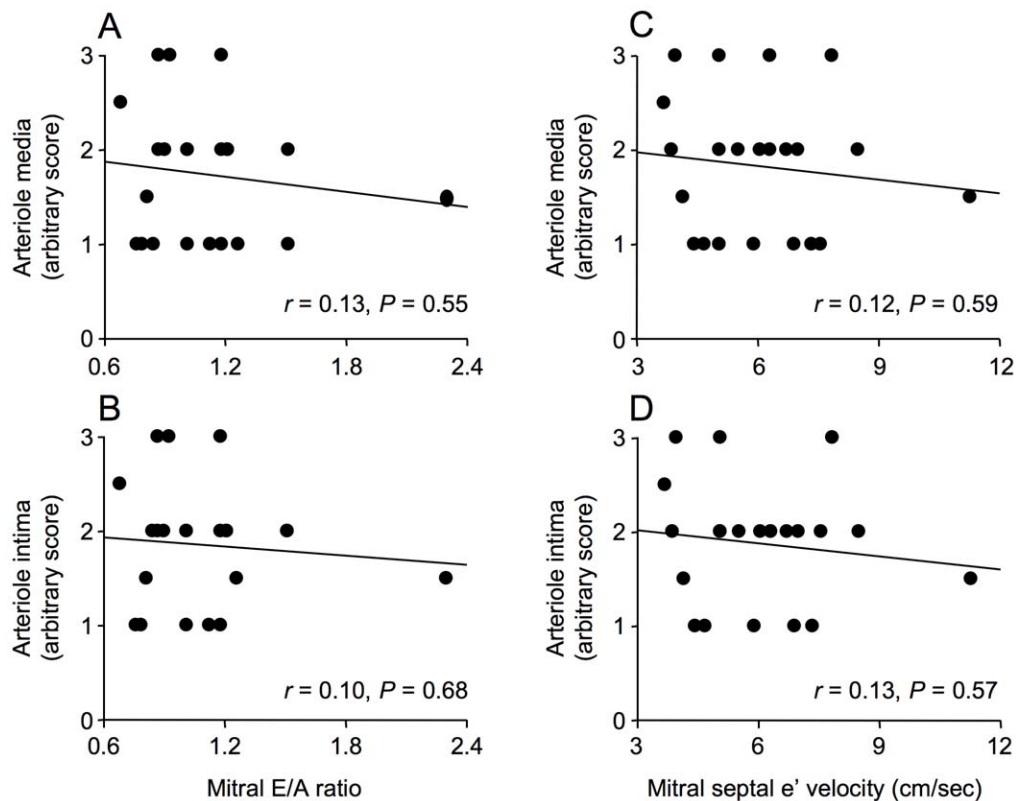 A
Arteriole media
(arbitrary score)
3
2
1
0
r = 0.13, P = 0.55
0.6 1.2 1.8 2.4
C
Arteriole media
(arbitrary score)
3
2
1
0
r = 0.12, P = 0.59
3 6 9 12
B
Arteriole intima
(arbitrary score)
3
2
1
0
r = 0.10, P = 0.68
0.6 1.2 1.8 2.4
Mitral E/A ratio
D
Arteriole intima
(arbitrary score)
3
2
1
0
r = 0.13, P = 0.57
3 6 9 12
Mitral septal e’ velocity (cm/sec)